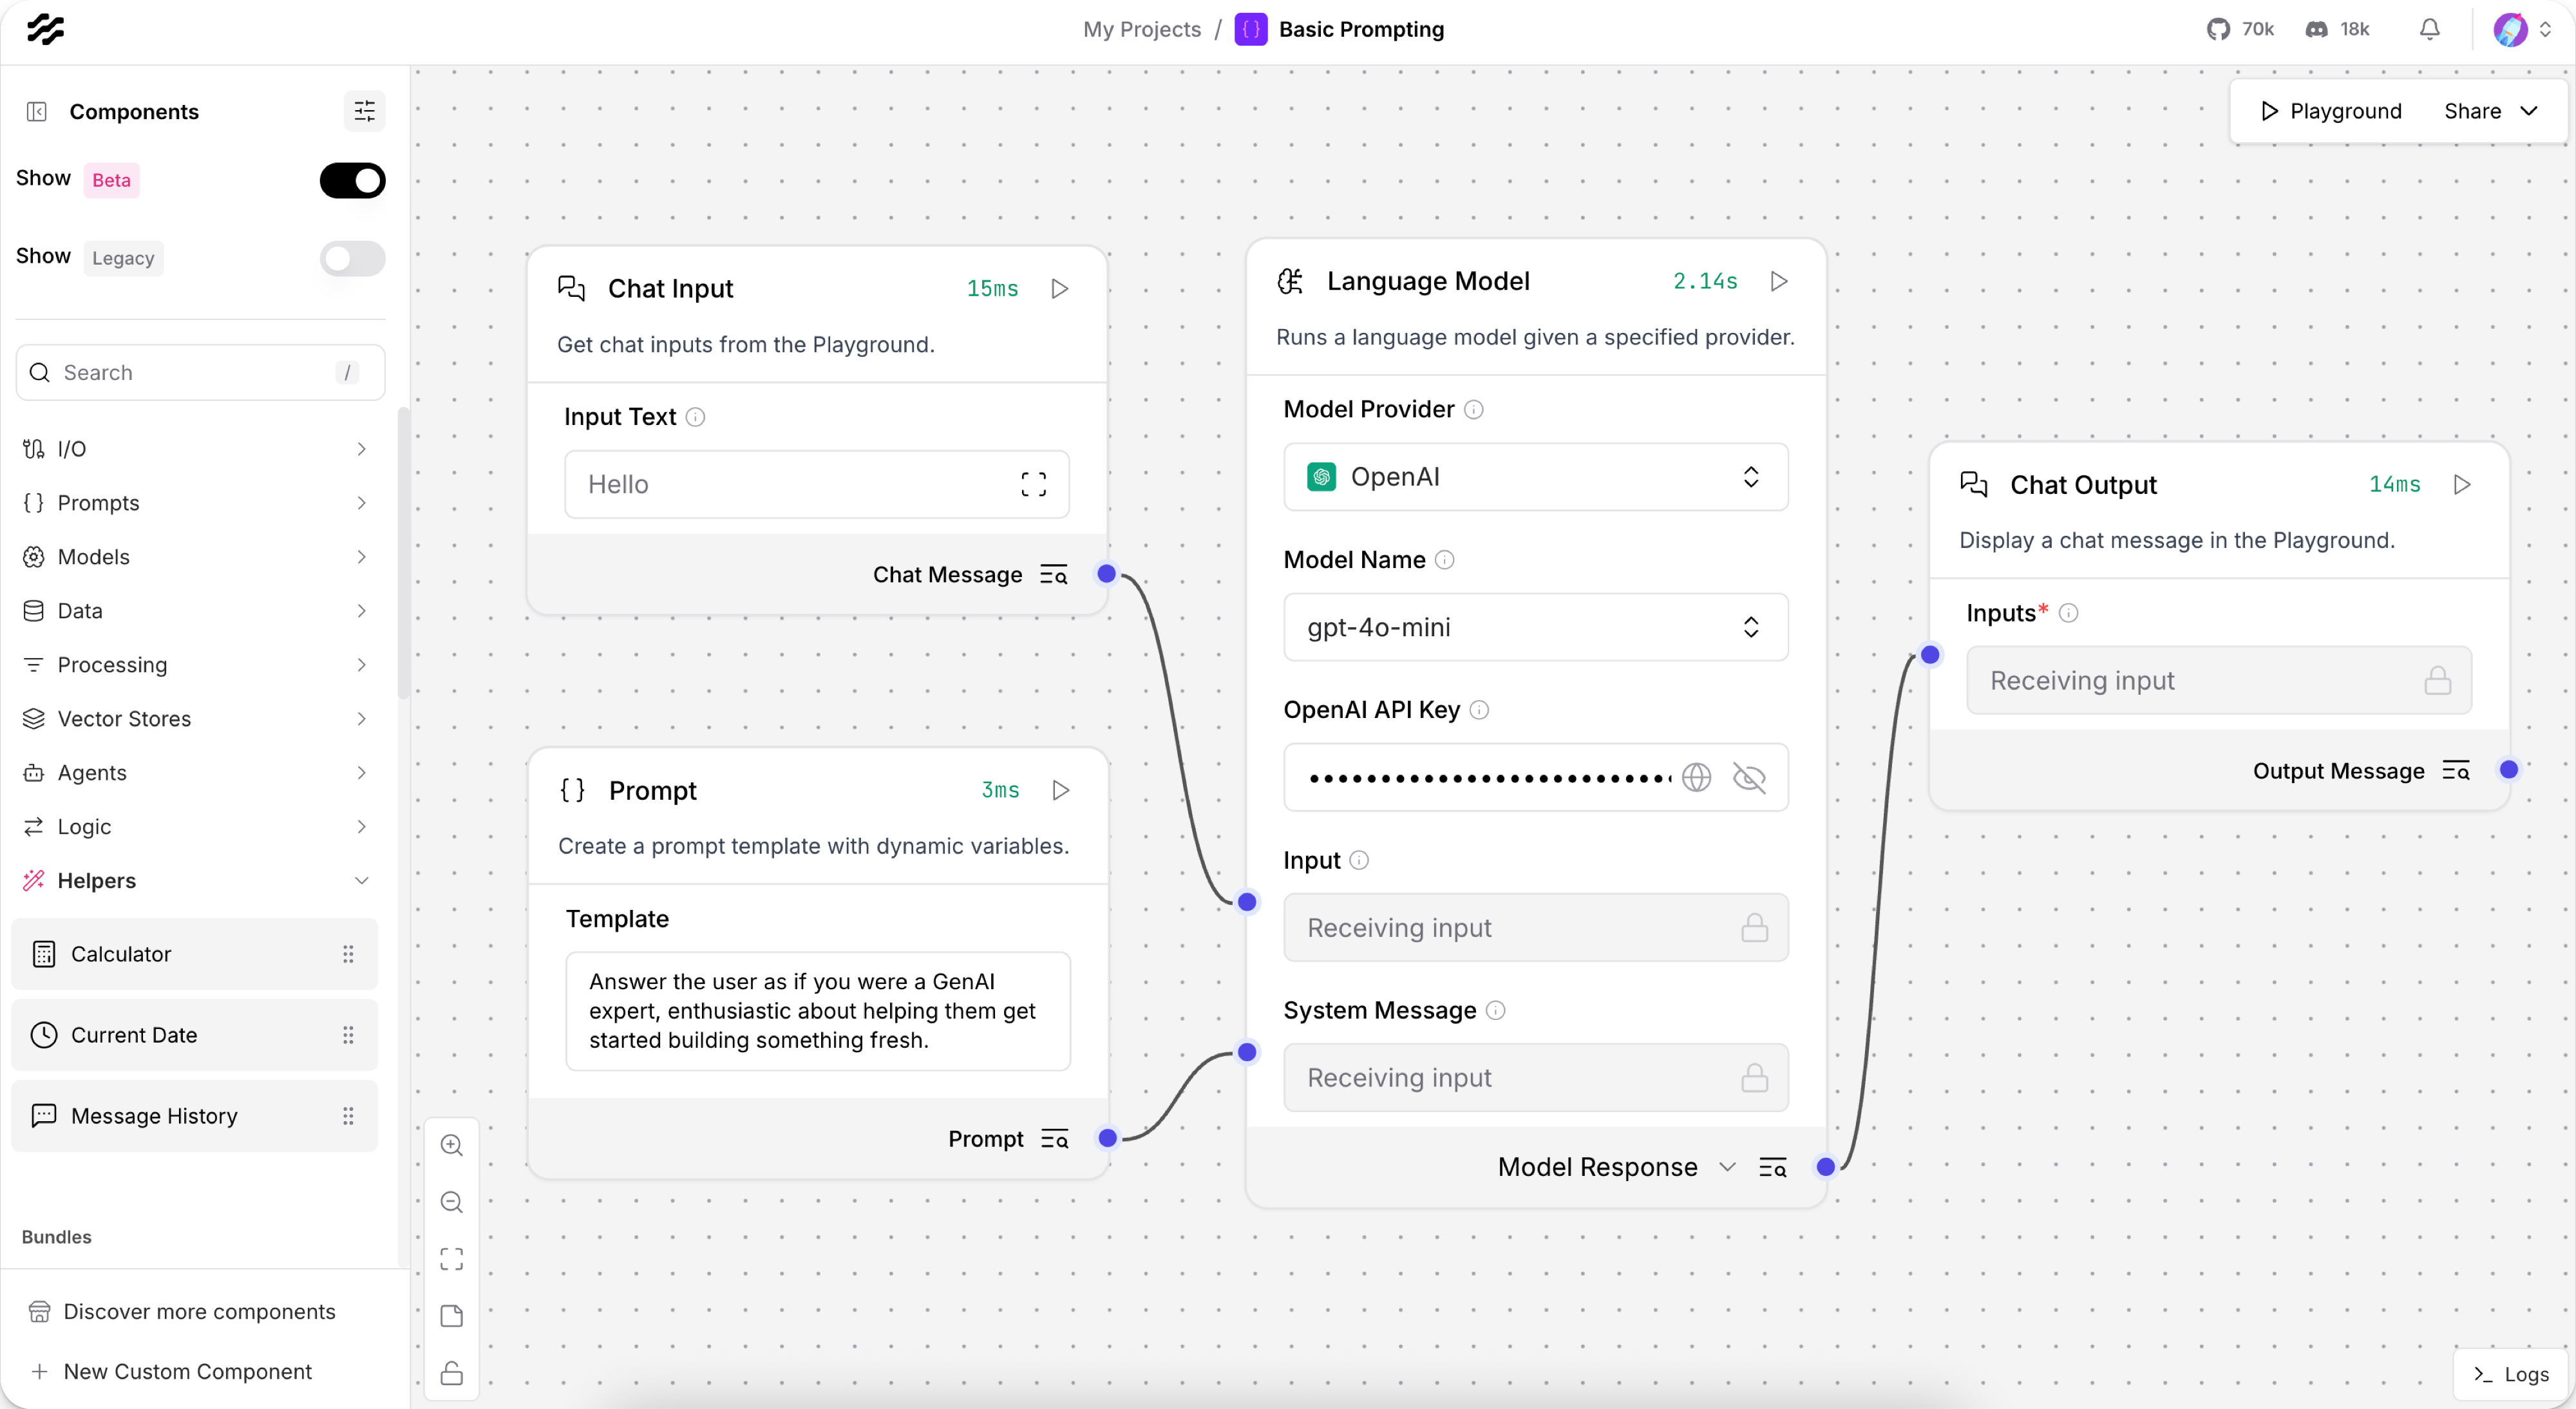 My Projects / Basic Prompting
70k
18k
Components
Show Beta
Show Legacy
Search /
I/O
Prompts
Models
Data
Processing
Vector Stores
Agents
Logic
Helpers
Calculator
Current Date
Message History
Bundles
Discover more components
New Custom Component
Playground
Share
Chat Input
15ms
Get chat inputs from the Playground.
Input Text
Hello
Chat Message
Prompt
3ms
Create a prompt template with dynamic variables.
Template
Answer the user as if you were a GenAI
expert, enthusiastic about helping them get
started building something fresh.
Prompt
Language Model
2.14s
Runs a language model given a specified provider.
Model Provider
OpenAI
Model Name
gpt-4o-mini
OpenAI API Key
Input
Receiving input
System Message
Receiving input
Model Response
Chat Output
14ms
Display a chat message in the Playground.
Inputs*
Receiving input
Output Message
Logs